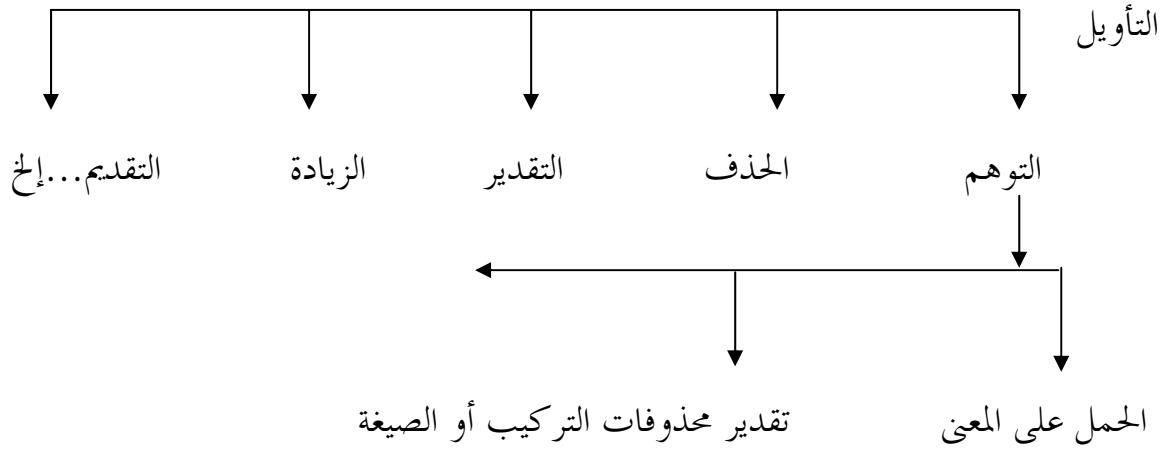 التأويل
التوهم الحذف التقدير الزيادة التقديم...إلخ
الحمل على المعنى تقدير محذوفات التركيب أو الصيغة